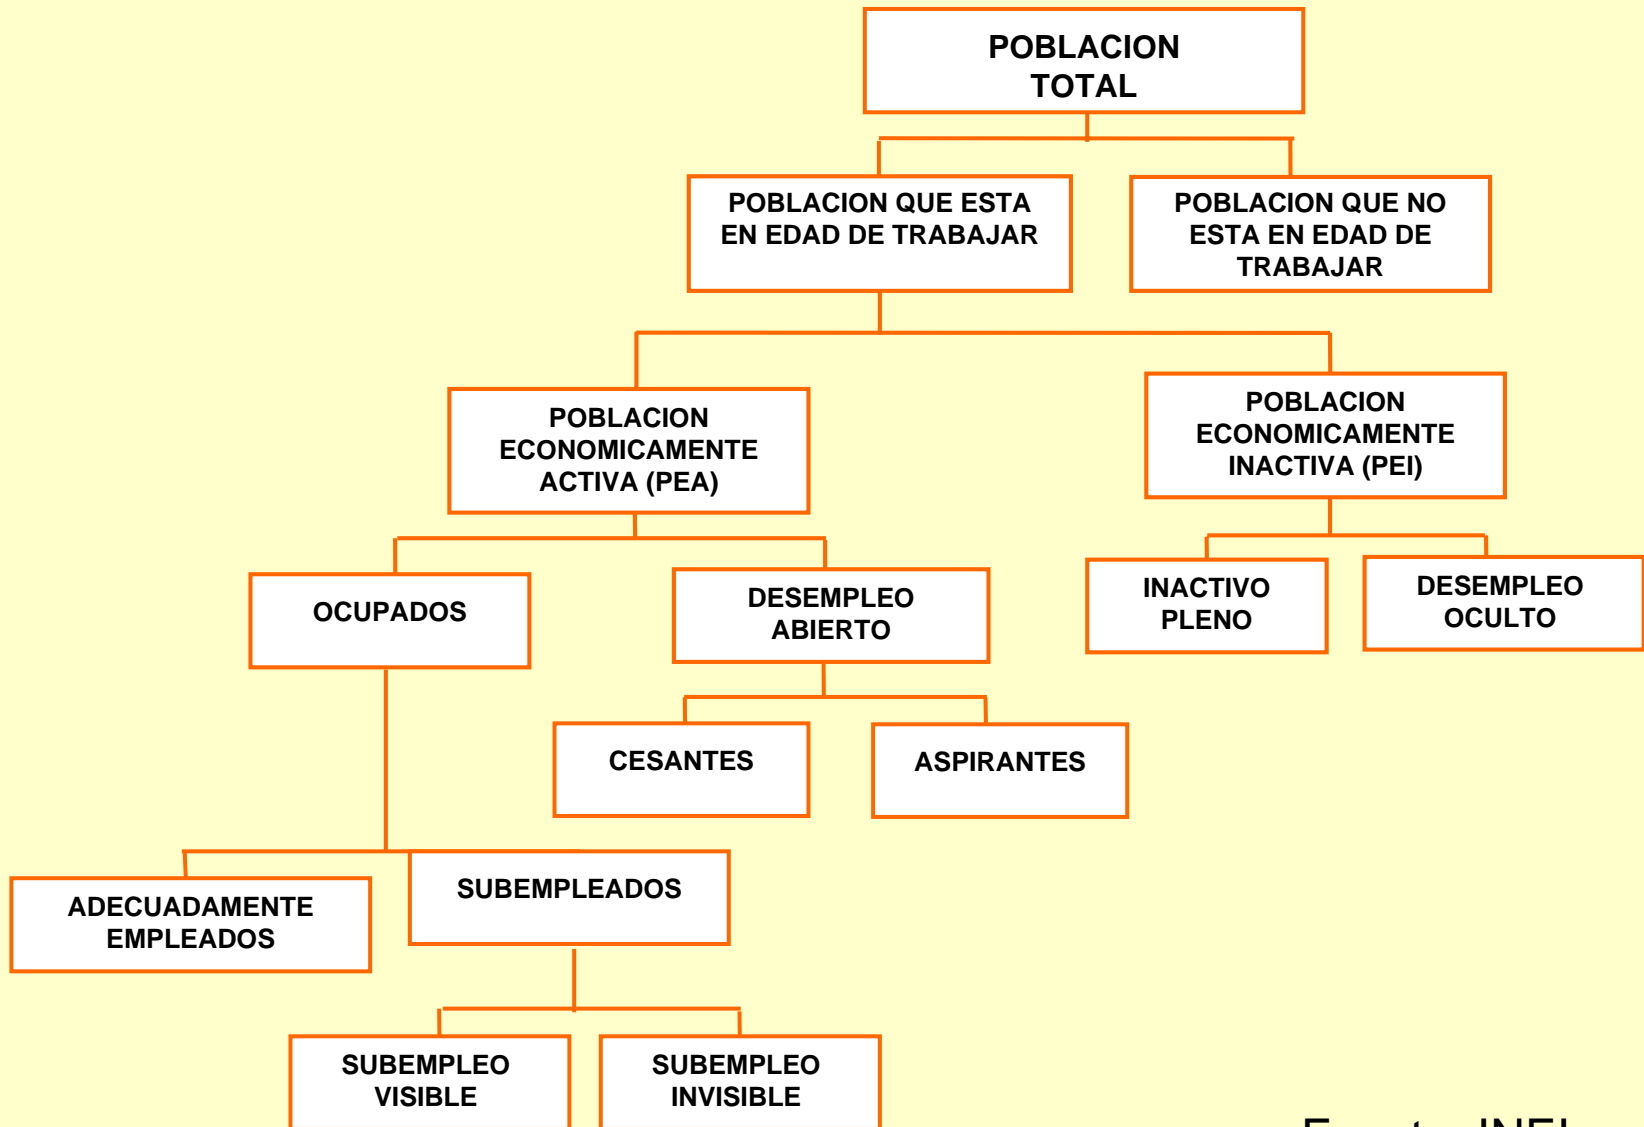 POBLACION
TOTAL
POBLACION QUE ESTA
EN EDAD DE TRABAJAR
POBLACION QUE NO
ESTA EN EDAD DE
TRABAJAR
POBLACION
ECONOMICAMENTE
ACTIVA (PEA)
POBLACION
ECONOMICAMENTE
INACTIVA (PEI)
OCUPADOS
DESEMPLEO
ABIERTO
INACTIVO
PLENO
DESEMPLEO
OCULTO
CESANTES
ASPIRANTES
ADECUADAMENTE
EMPLEADOS
SUBEMPLEADOS
SUBEMPLEO
VISIBLE
SUBEMPLEO
INVISIBLE